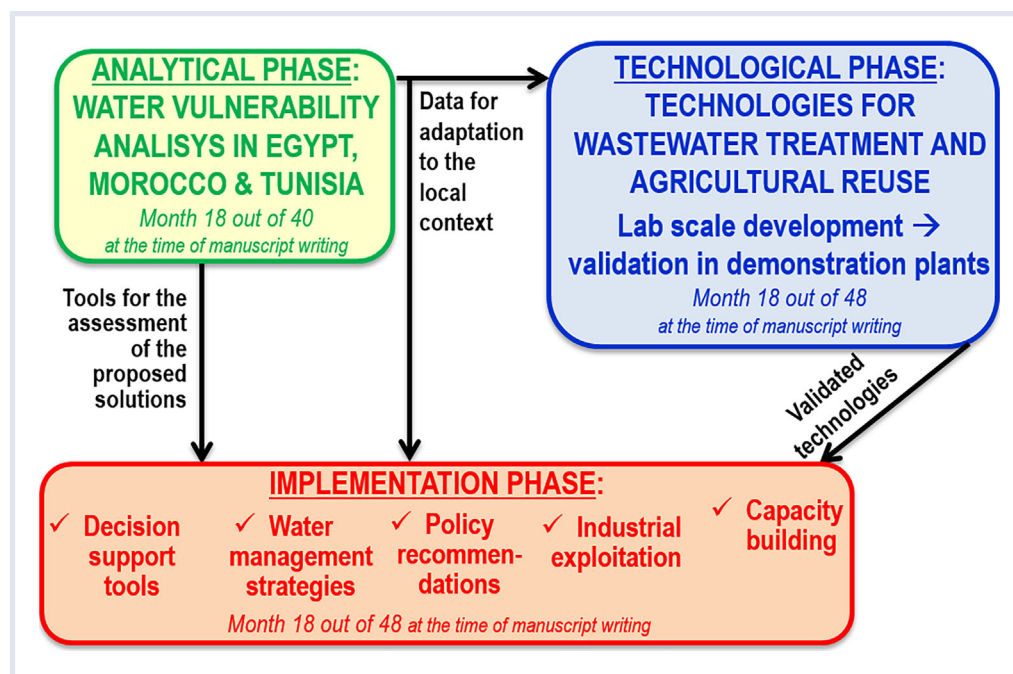 ANALYTICAL PHASE:
WATER VULNERABILITY
ANALISYS IN EGYPT,
MOROCCO & TUNISIA
Month 18 out of 40
at the time of manuscript writing
Data for
adaptation
to the
local
context
TECHNOLOGICAL PHASE:
TECHNOLOGIES FOR
WASTEWATER TREATMENT AND
AGRICULTURAL REUSE
Lab scale development →
validation in demonstration plants
Month 18 out of 48
at the time of manuscript writing
Tools for the
assessment
of the
proposed
solutions
Validated
technologies
IMPLEMENTATION PHASE:
✓ Decision
support
tools
✓ Water
management
strategies
✓ Policy
recommen-
dations
✓ Industrial
exploitation
✓ Capacity
building
Month 18 out of 48 at the time of manuscript writing